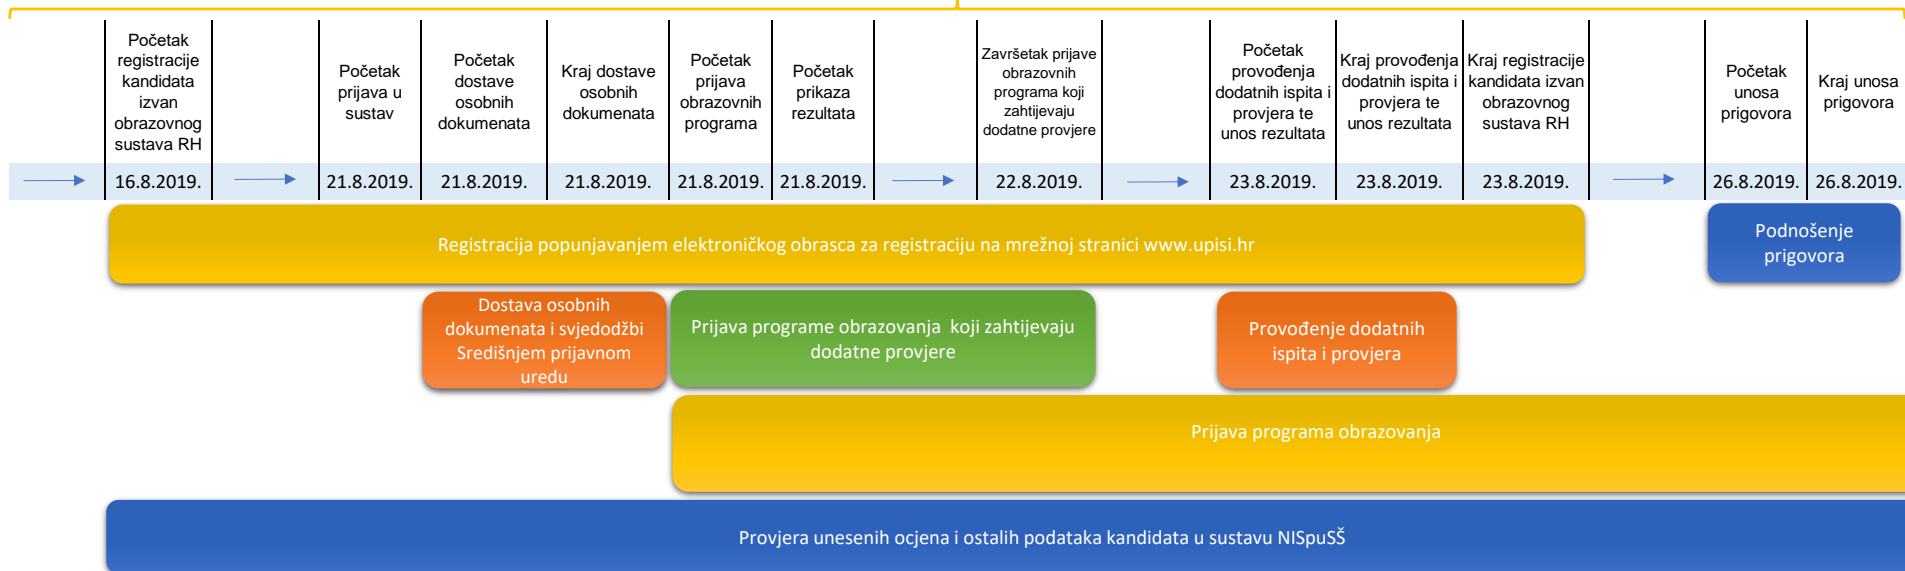 Početak
registracije
kandidata
izvan
obrazovnog
sustava RH
Početak
prijava u
sustav
Početak
dostave
osobnih
dokumenata
Kraj dostave
osobnih
dokumenata
Početak
prijava
obrazovnih
programa
Početak
prikaza
rezultata
Završetak prijave
obrazovnih
programa koji
zahtijevaju
dodatne provjere
Početak
provođenja
dodatnih ispita i
provjera te
unos rezultata
Kraj provođenja
dodatnih ispita i
provjera te
unos rezultata
Kraj registracije
kandidata izvan
obrazovnog
sustava RH
Početak
unosa
prigovora
Kraj unosa
prigovora
16.8.2019.
21.8.2019.
21.8.2019.
21.8.2019.
21.8.2019.
21.8.2019.
22.8.2019.
23.8.2019.
23.8.2019.
23.8.2019.
26.8.2019.
26.8.2019.
Registracija popunjavanjem elektroničkog obrasca za registraciju na mrežnoj stranici www.upisi.hr
Podnošenje
prigovora
Dostava osobnih
dokumenata i svjedodžbi
Središnjem prijavnom
uredu
Prijava programe obrazovanja  koji zahtijevaju
dodatne provjere
Provođenje dodatnih
ispita i provjera
Prijava programa obrazovanja
Provjera unesenih ocjena i ostalih podataka kandidata u sustavu NISpuSŠ